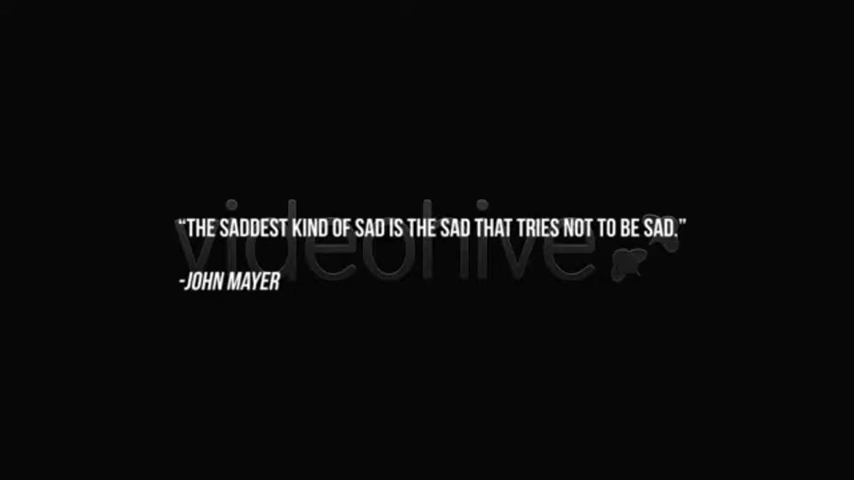 “THE SADDEST KIND OF SAD IS THE SAD THAT TRIES NOT TO BE SAD.”
videohive
-JOHN MAYER